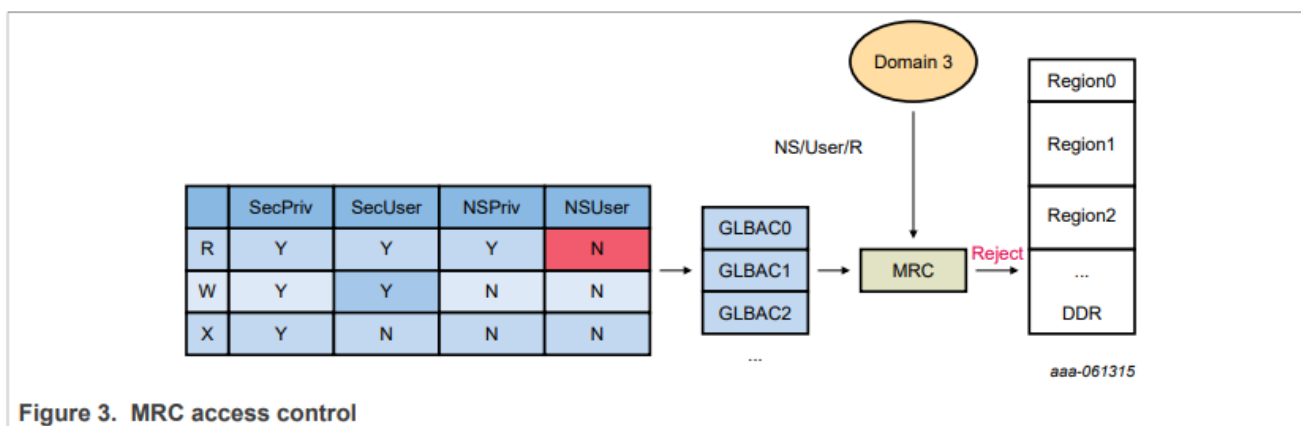 Domain 3
NS/User/R
SecPriv SecUser NSPriv NSUser
R Y Y Y N
W Y Y N N
X Y N N N
GLBAC0
GLBAC1
GLBAC2
...
MRC
Reject
Region0
Region1
Region2
...
DDR
aaa-061315
Figure 3. MRC access control